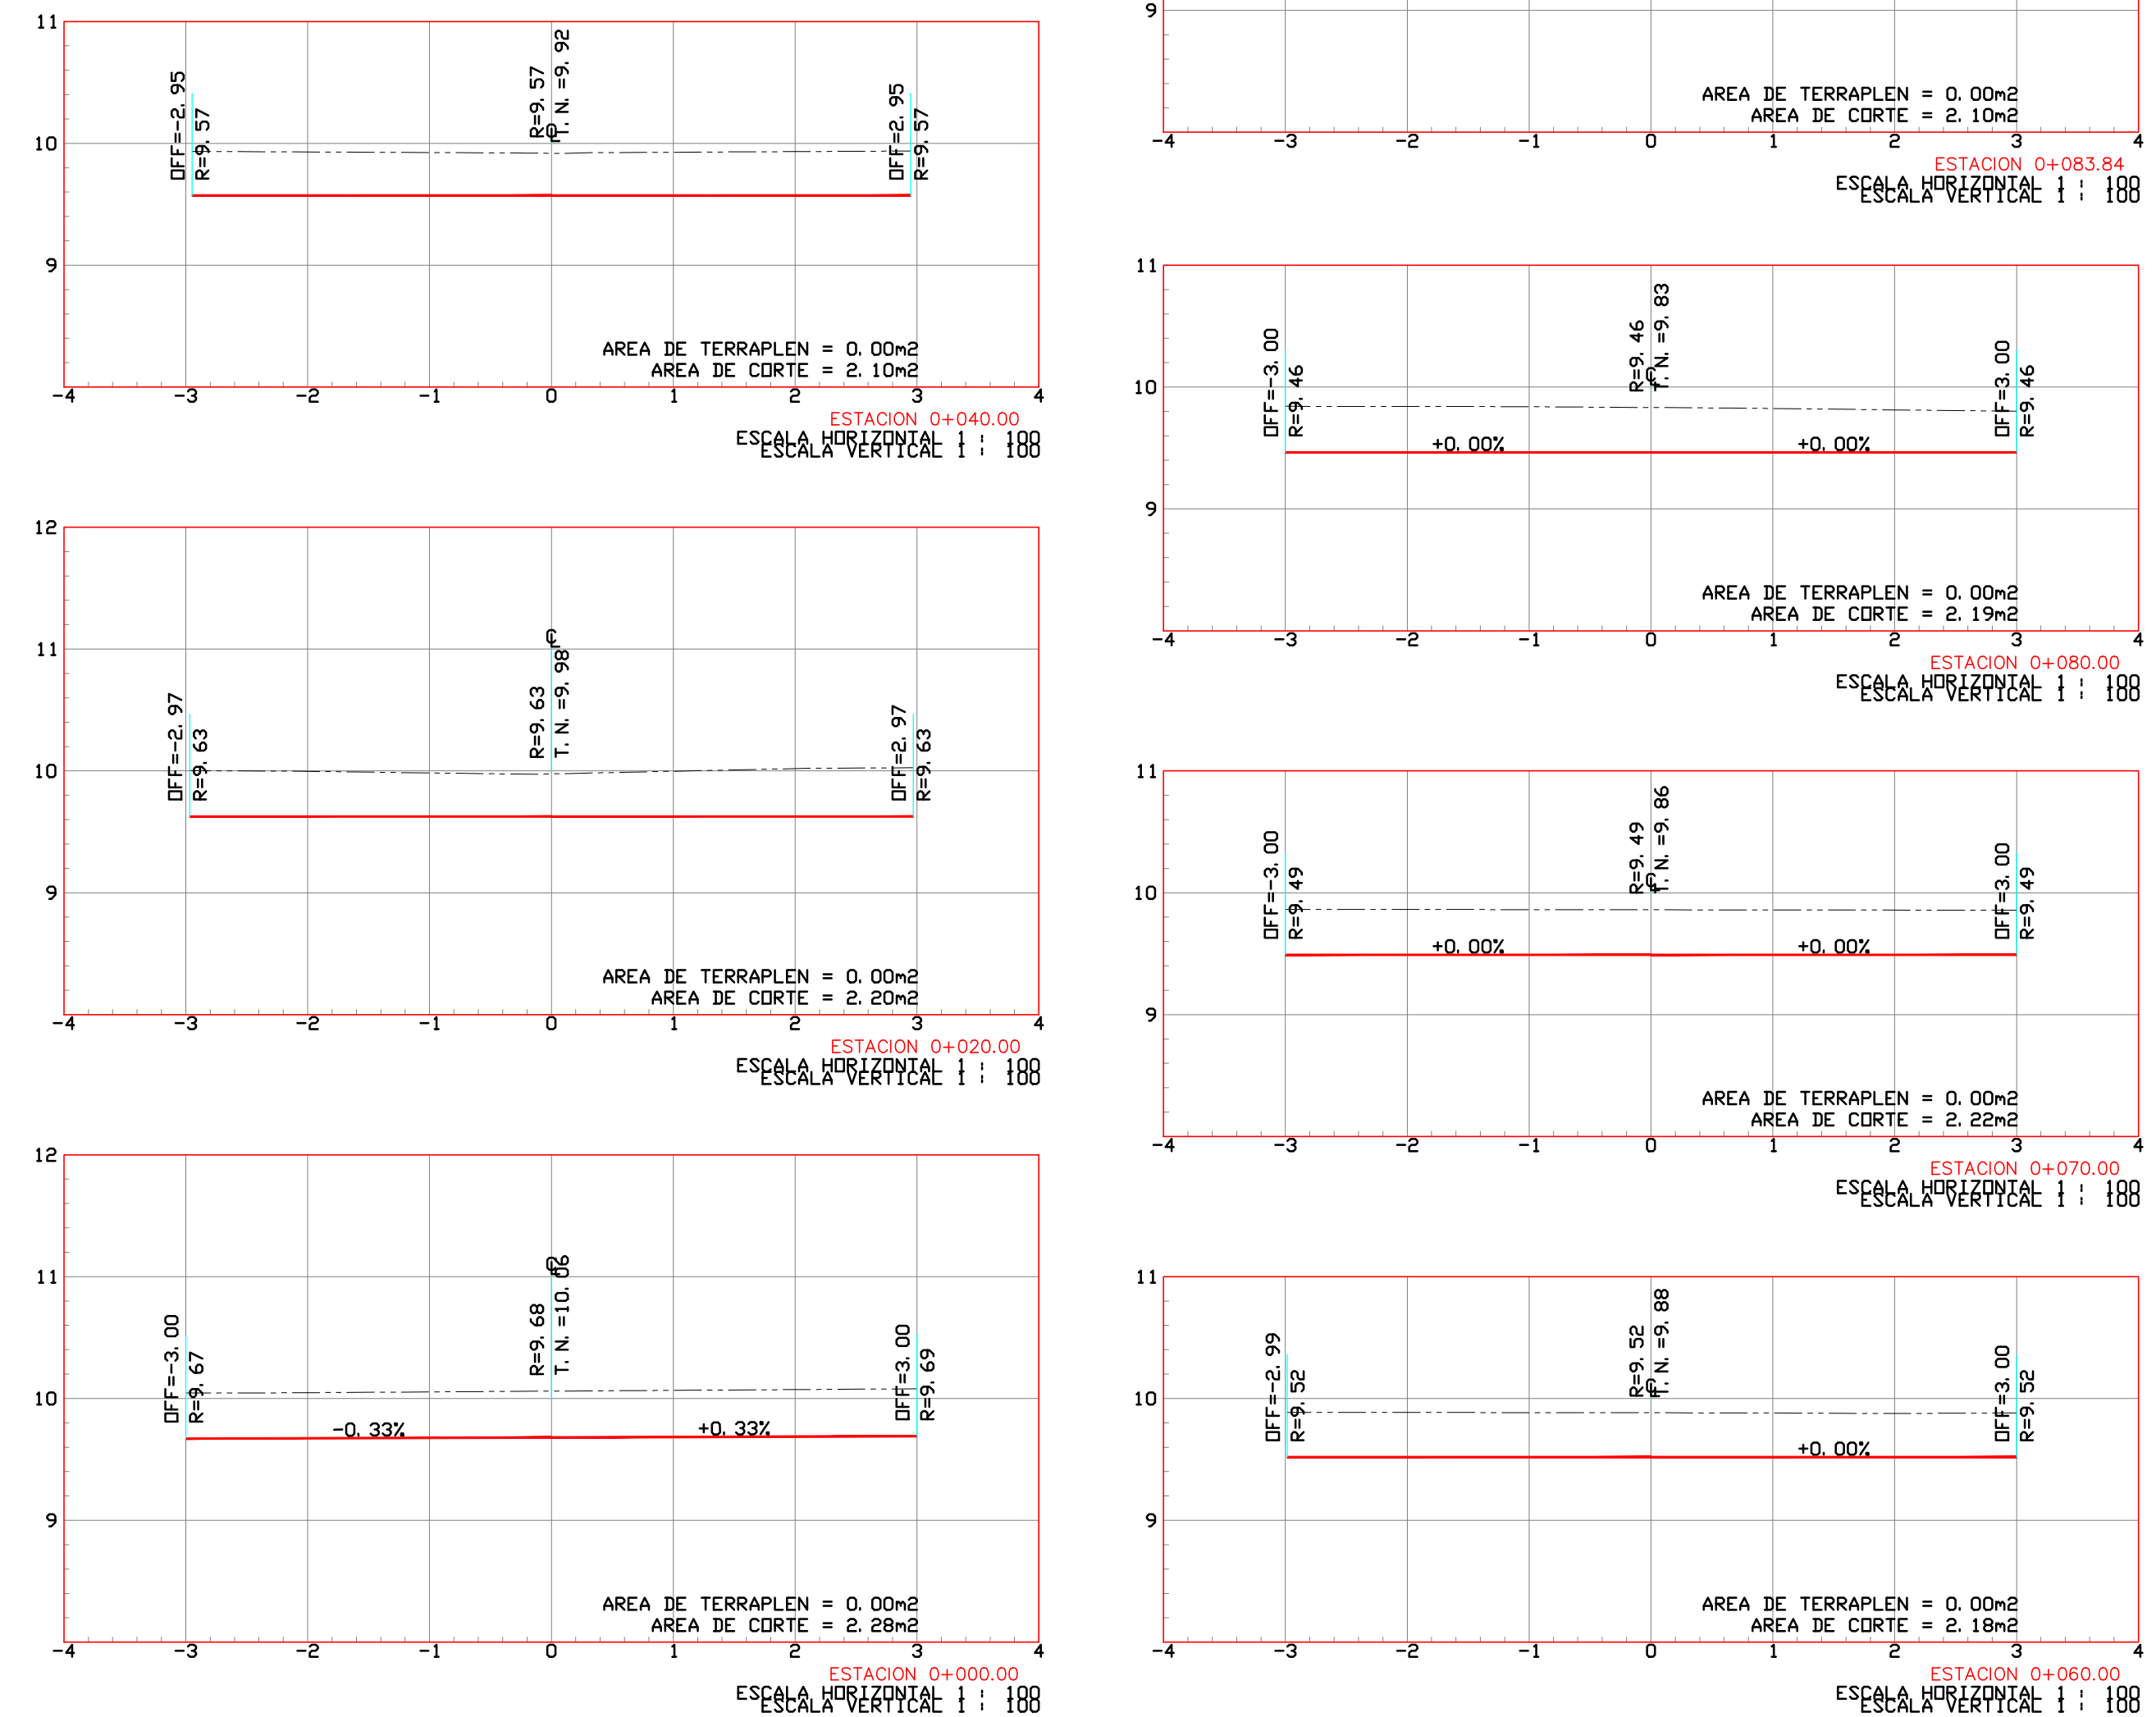 11
10
9
OFF=-2.95
R=9.57
R=9.57
T.N.=9.92
OFF=2.95
R=9.57
AREA DE TERRAPLEN = 0.00m2
AREA DE CORTE = 2.10m2
-4 -3 -2 -1 0 1 2 3 4
ESTACION 0+040.00
ESCALA HORIZONTAL 1 : 100
ESCALA VERTICAL 1 : 100
12
11
10
9
OFF=-2.97
R=9.63
R=9.63
T.N.=9.98
OFF=2.97
R=9.63
AREA DE TERRAPLEN = 0.00m2
AREA DE CORTE = 2.20m2
-4 -3 -2 -1 0 1 2 3 4
ESTACION 0+020.00
ESCALA HORIZONTAL 1 : 100
ESCALA VERTICAL 1 : 100
12
11
10
9
OFF=-3.00
R=9.67
R=9.68
T.N.=10.06
OFF=3.00
R=9.69
-0.33% +0.33%
AREA DE TERRAPLEN = 0.00m2
AREA DE CORTE = 2.28m2
-4 -3 -2 -1 0 1 2 3 4
ESTACION 0+000.00
ESCALA HORIZONTAL 1 : 100
ESCALA VERTICAL 1 : 100
9
AREA DE TERRAPLEN = 0.00m2
AREA DE CORTE = 2.10m2
-4 -3 -2 -1 0 1 2 3 4
ESTACION 0+083.84
ESCALA HORIZONTAL 1 : 100
ESCALA VERTICAL 1 : 100
11
10
9
OFF=-3.00
R=9.46
R=9.46
T.N.=9.83
OFF=3.00
R=9.46
+0.00% +0.00%
AREA DE TERRAPLEN = 0.00m2
AREA DE CORTE = 2.19m2
-4 -3 -2 -1 0 1 2 3 4
ESTACION 0+080.00
ESCALA HORIZONTAL 1 : 100
ESCALA VERTICAL 1 : 100
11
10
9
OFF=-3.00
R=9.49
R=9.49
T.N.=9.86
OFF=3.00
R=9.49
+0.00% +0.00%
AREA DE TERRAPLEN = 0.00m2
AREA DE CORTE = 2.22m2
-4 -3 -2 -1 0 1 2 3 4
ESTACION 0+070.00
ESCALA HORIZONTAL 1 : 100
ESCALA VERTICAL 1 : 100
11
10
9
OFF=-2.99
R=9.52
R=9.52
T.N.=9.88
OFF=3.00
R=9.52
+0.00%
AREA DE TERRAPLEN = 0.00m2
AREA DE CORTE = 2.18m2
-4 -3 -2 -1 0 1 2 3 4
ESTACION 0+060.00
ESCALA HORIZONTAL 1 : 100
ESCALA VERTICAL 1 : 100